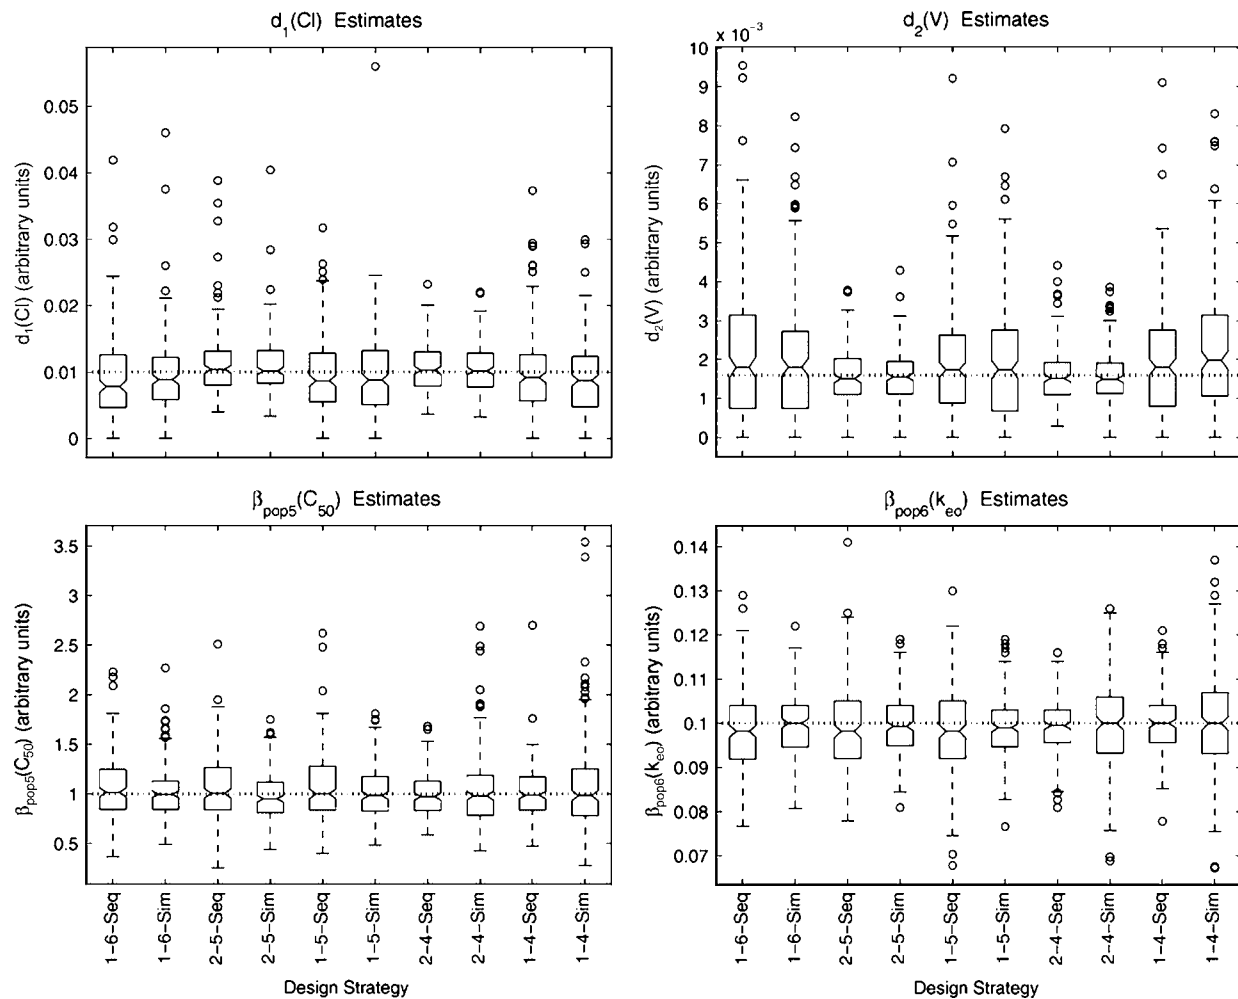 d1(Cl) Estimates
d1(Cl) (arbitrary units)
0.05
0.04
0.03
0.02
0.01
0
d2(V) Estimates
x 10^-3
d2(V) (arbitrary units)
10
9
8
7
6
5
4
3
2
1
0
βpop5(C50) Estimates
βpop5(C50) (arbitrary units)
3.5
3
2.5
2
1.5
1
0.5
1-6-Seq
1-6-Sim
2-5-Seq
2-5-Sim
1-5-Seq
1-5-Sim
2-4-Seq
2-4-Sim
1-4-Seq
1-4-Sim
Design Strategy
βpop6(keo) Estimates
βpop6(keo) (arbitrary units)
0.14
0.13
0.12
0.11
0.1
0.09
0.08
0.07
1-6-Seq
1-6-Sim
2-5-Seq
2-5-Sim
1-5-Seq
1-5-Sim
2-4-Seq
2-4-Sim
1-4-Seq
1-4-Sim
Design Strategy